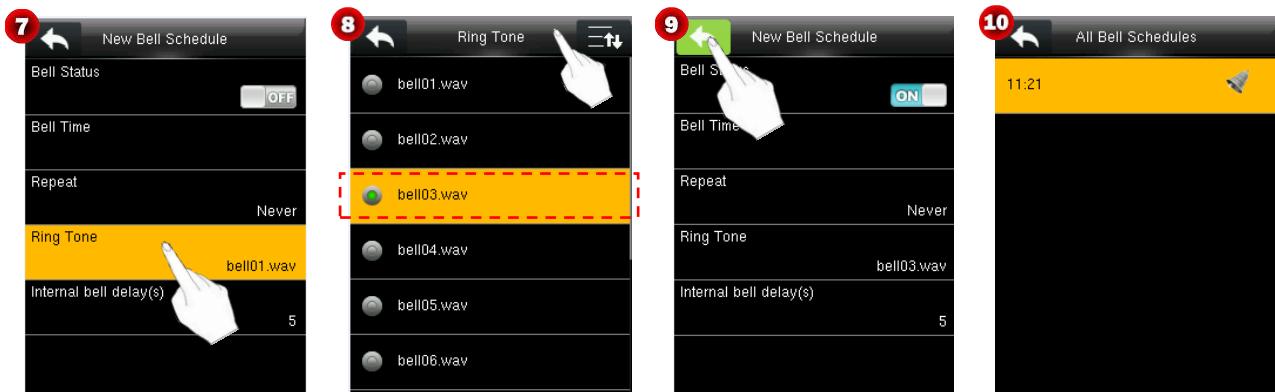 7
New Bell Schedule
Bell Status
OFF
Bell Time
Repeat
Never
Ring Tone
bell01.wav
Internal bell delay(s)
5
8
Ring Tone
bell01.wav
bell02.wav
bell03.wav
bell04.wav
bell05.wav
bell06.wav
9
New Bell Schedule
Bell S
ON
Bell Time
Repeat
Never
Ring Tone
bell03.wav
Internal bell delay(s)
5
10
All Bell Schedules
11:21